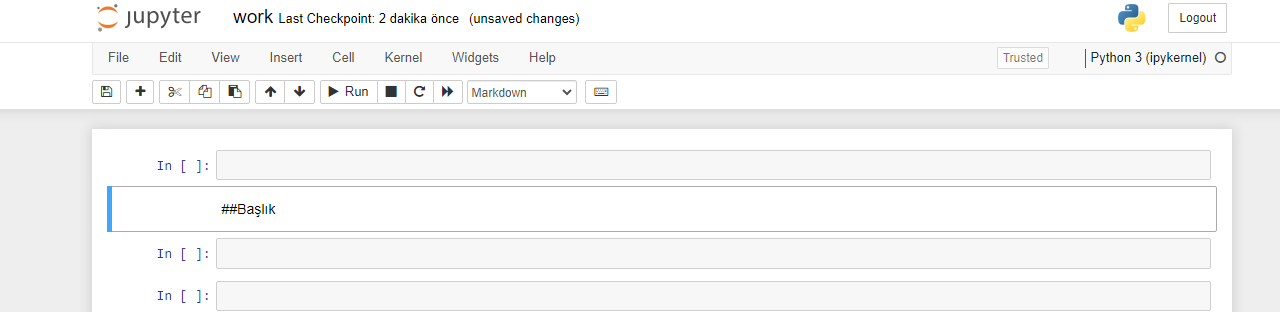 jupyter work Last Checkpoint: 2 dakika önce (unsaved changes) Logout
File Edit View Insert Cell Kernel Widgets Help Trusted Python 3 (ipykernel)
Run Markdown
In [ ]:
##Başlık
In [ ]:
In [ ]: